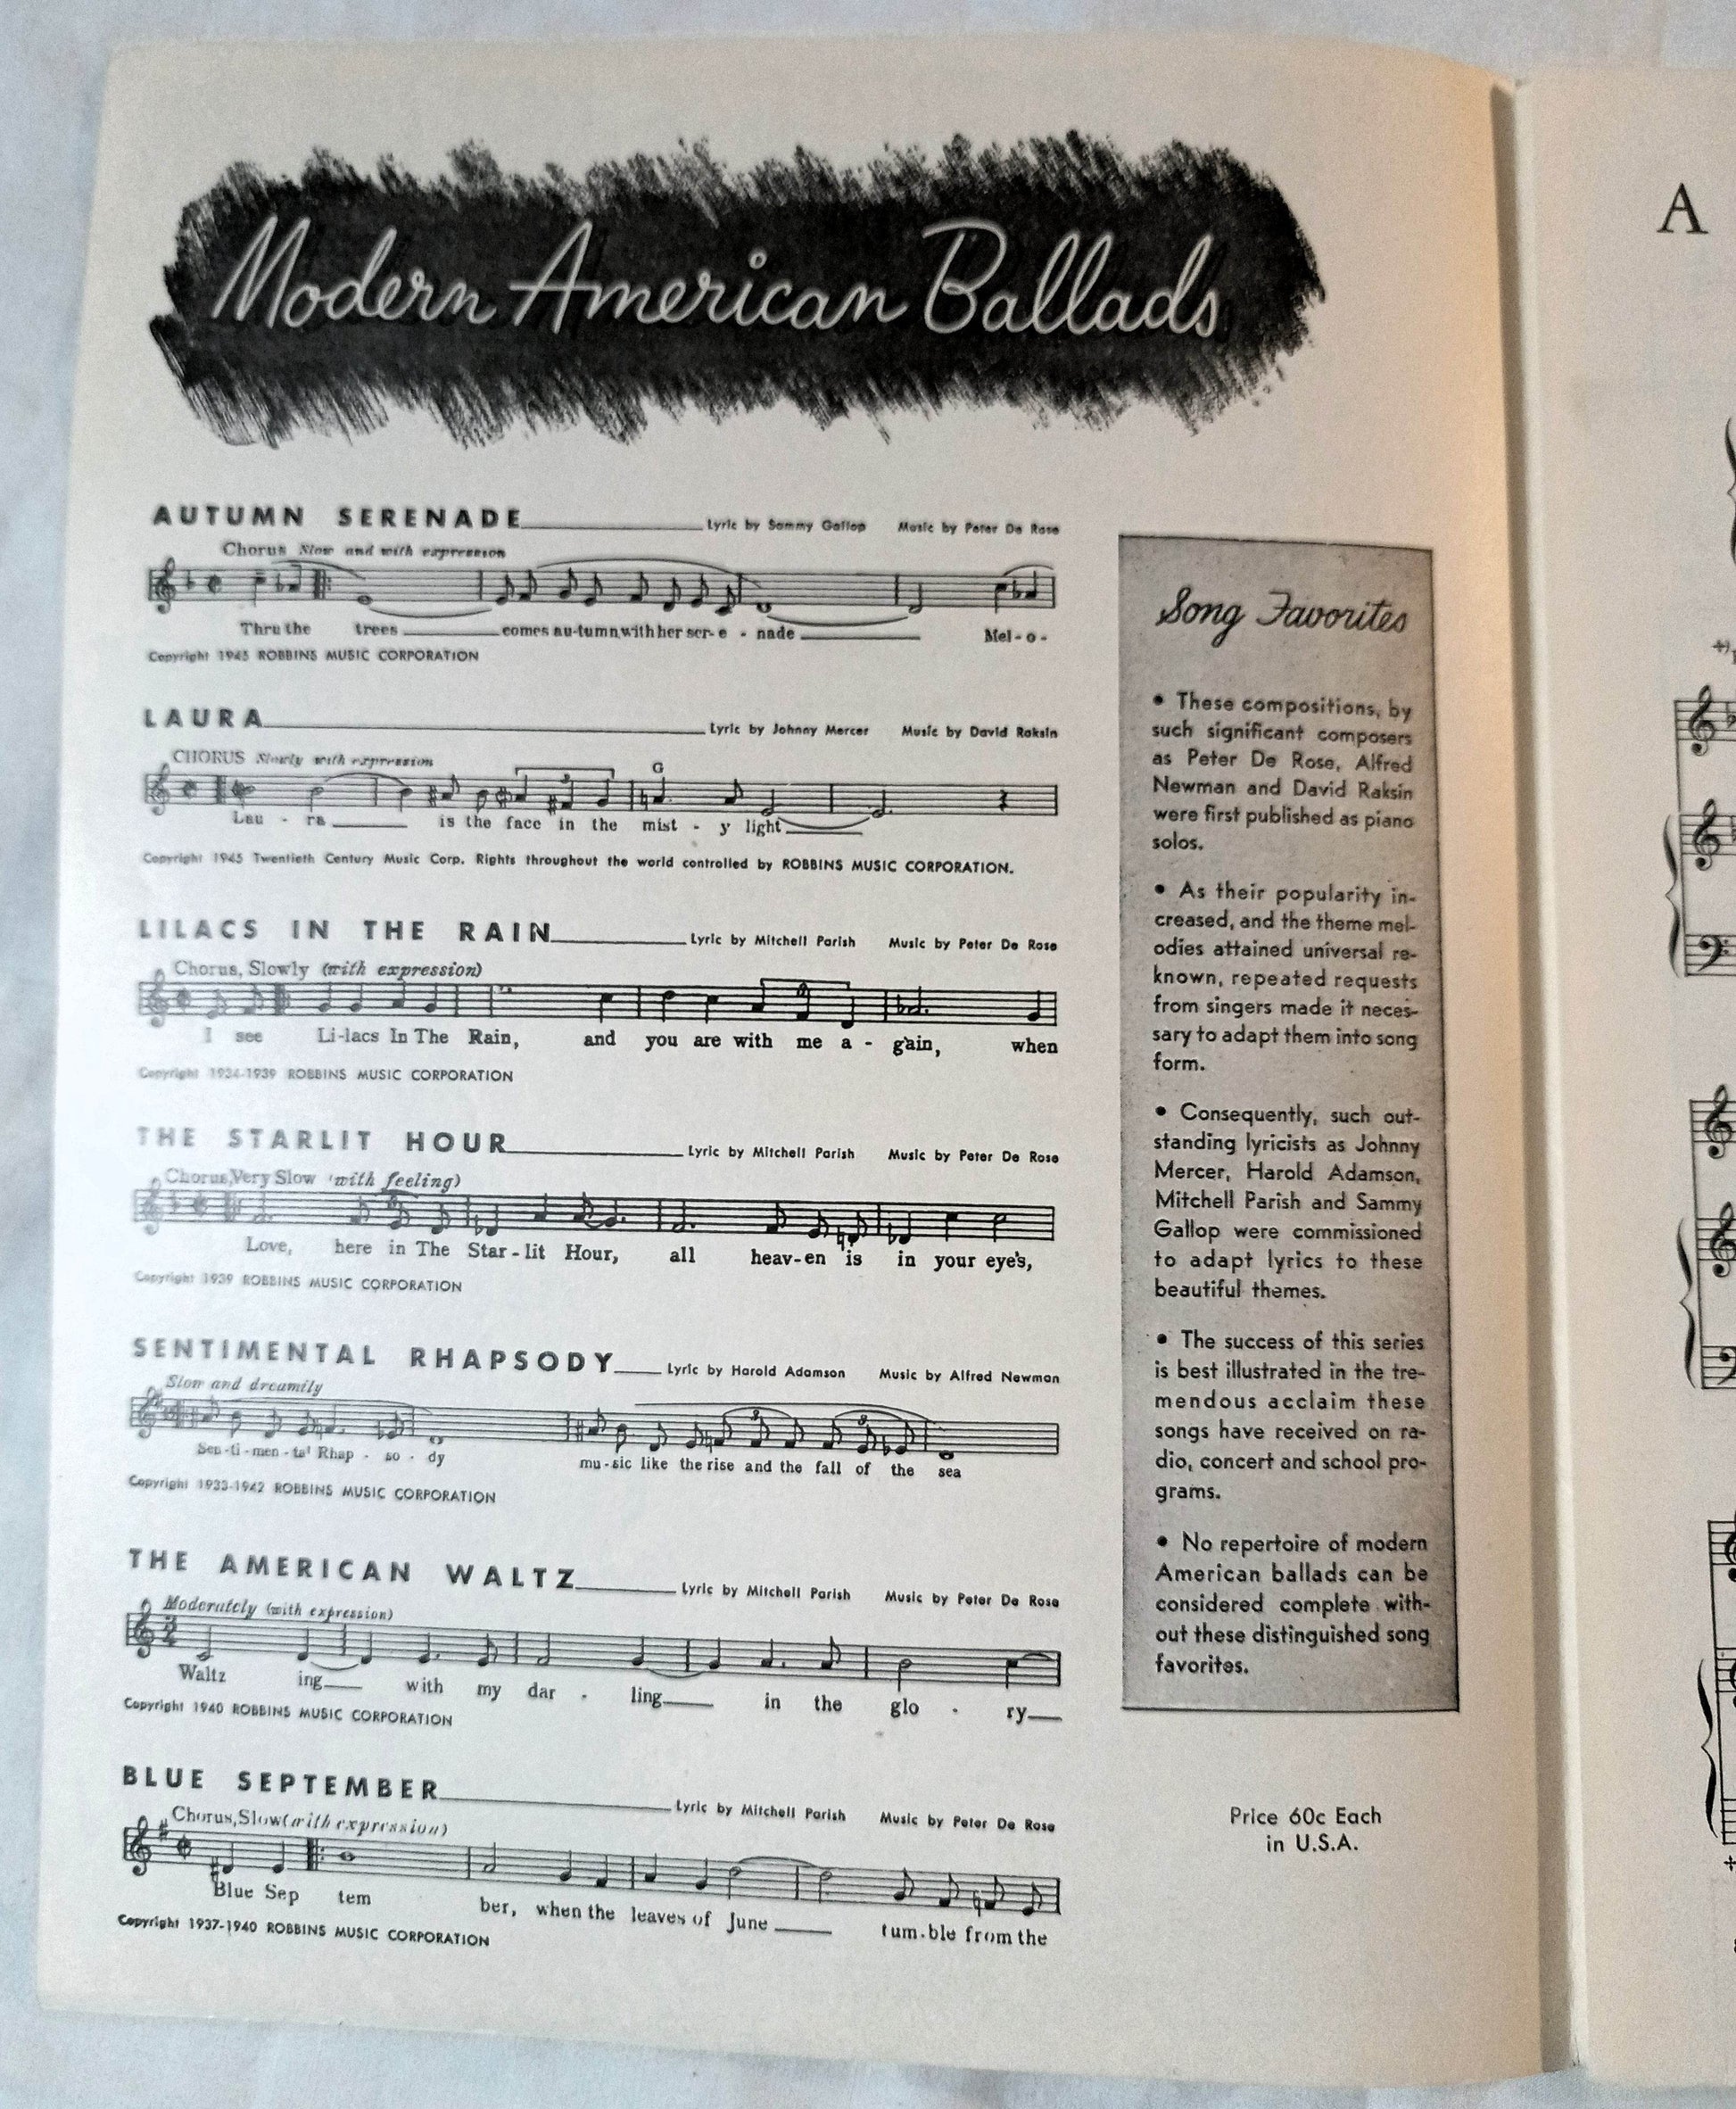 Modern American Ballads
AUTUMN SERENADE Lyric by Sammy Gallop Music by Peter De Rose
Chorus Slow and with expression
Thru the trees comes au-tumn with her ser-e - nade Mel-o-
Copyright 1945 ROBBINS MUSIC CORPORATION
LAURA Lyric by Johnny Mercer Music by David Raksin
CHORUS Slowly with expression
3 G
Lau - ra is the face in the mist - y light
Copyright 1945 Twentieth Century Music Corp. Rights throughout the world controlled by ROBBINS MUSIC CORPORATION.
LILACS IN THE RAIN Lyric by Mitchell Parish Music by Peter De Rose
Chorus, Slowly (with expression)
I see Li-lacs In The Rain, and you are with me a - gain, when
Copyright 1934-1939 ROBBINS MUSIC CORPORATION
THE STARLIT HOUR Lyric by Mitchell Parish Music by Peter De Rose
Chorus, Very Slow (with feeling)
Love, here in The Star-lit Hour, all heav-en is in your eye's,
Copyright 1939 ROBBINS MUSIC CORPORATION
SENTIMENTAL RHAPSODY Lyric by Harold Adamson Music by Alfred Newman
Slow and dreamily
3 3
Sen-ti-men-tal Rhap - so - dy mu-sic like the rise and the fall of the sea
Copyright 1933-1942 ROBBINS MUSIC CORPORATION
THE AMERICAN WALTZ Lyric by Mitchell Parish Music by Peter De Rose
Moderately (with expression)
Waltz ing with my dar - ling in the glo - ry
Copyright 1940 ROBBINS MUSIC CORPORATION
BLUE SEPTEMBER Lyric by Mitchell Parish Music by Peter De Rose
Chorus, Slow (with expression)
Blue Sep tem ber, when the leaves of June tum-ble from the
Copyright 1937-1940 ROBBINS MUSIC CORPORATION
Song Favorites
• These compositions, by
such significant composers
as Peter De Rose, Alfred
Newman and David Raksin
were first published as piano
solos.
• As their popularity in-
creased, and the theme mel-
odies attained universal re-
known, repeated requests
from singers made it neces-
sary to adapt them into song
form.
• Consequently, such out-
standing lyricists as Johnny
Mercer, Harold Adamson,
Mitchell Parish and Sammy
Gallop were commissioned
to adapt lyrics to these
beautiful themes.
• The success of this series
is best illustrated in the tre-
mendous acclaim these
songs have received on ra-
dio, concert and school pro-
grams.
• No repertoire of modern
American ballads can be
considered complete with-
out these distinguished song
favorites.
Price 60c Each
in U.S.A.
A